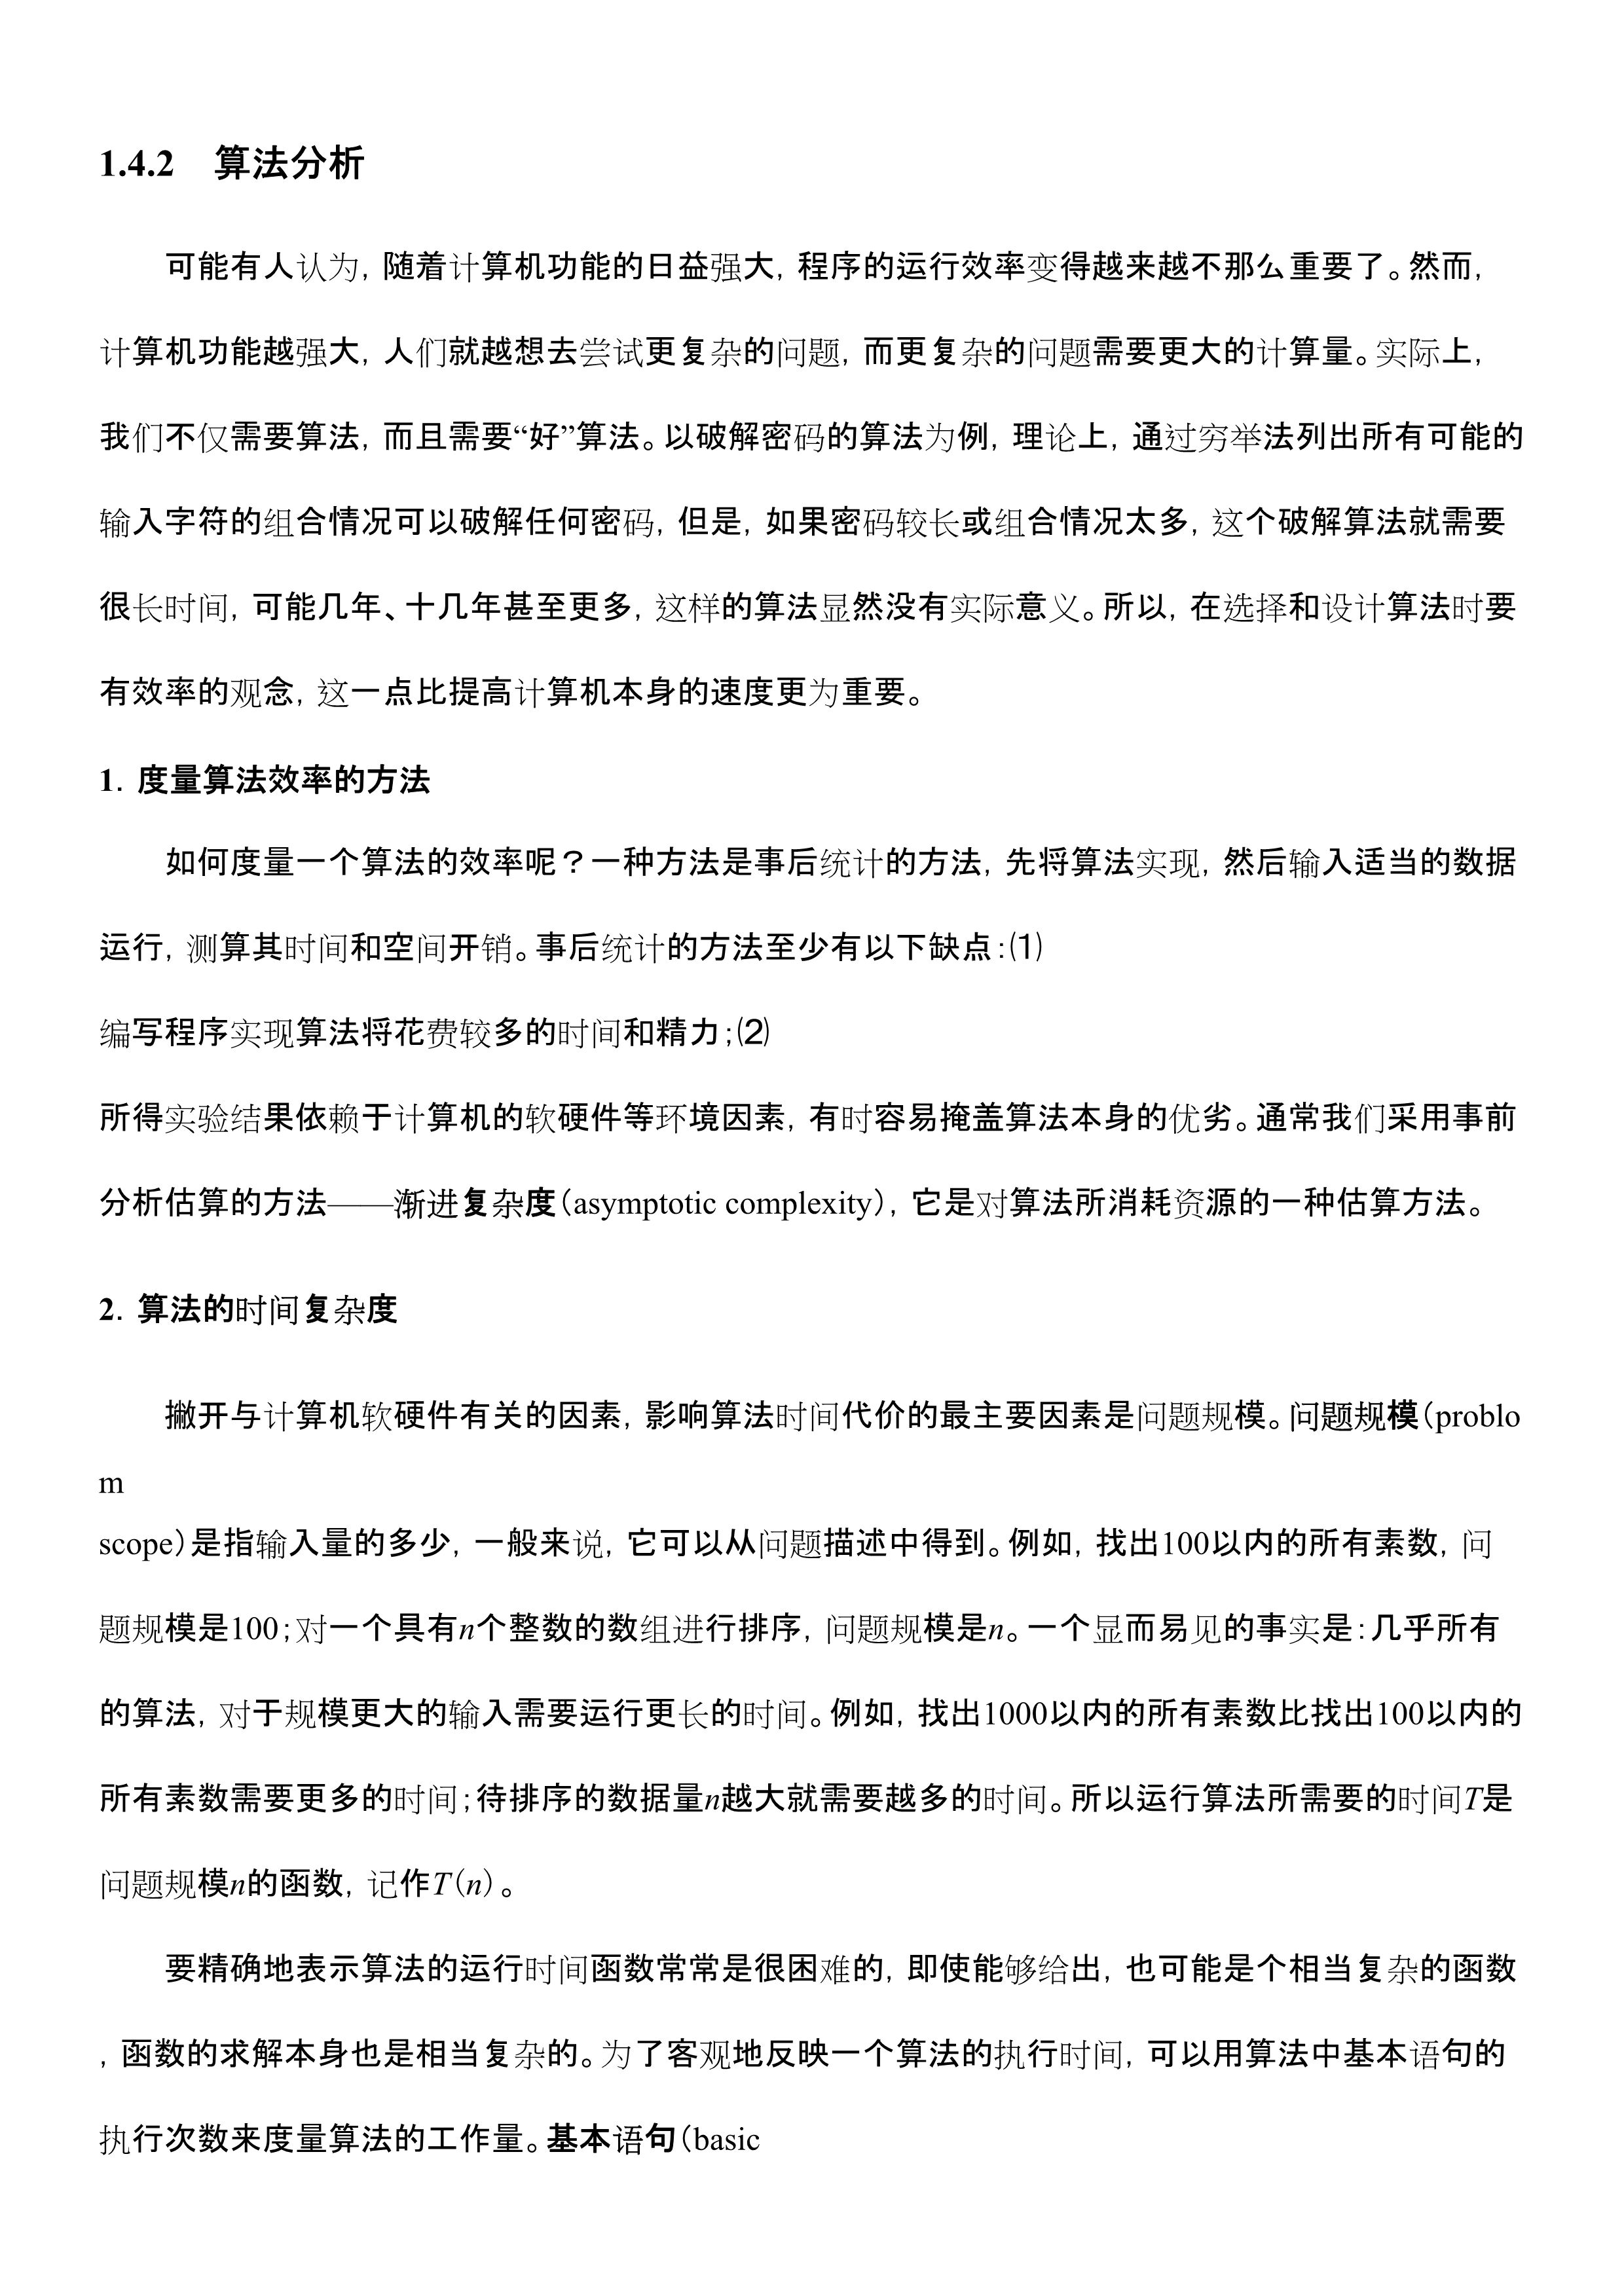 1.4.2 算法分析
可能有人认为，随着计算机功能的日益强大，程序的运行效率变得越来越不那么重要了。然而，
计算机功能越强大，人们就越想去尝试更复杂的问题，而更复杂的问题需要更大的计算量。实际上，
我们不仅需要算法，而且需要“好”算法。以破解密码的算法为例，理论上，通过穷举法列出所有可能的
输入字符的组合情况可以破解任何密码，但是，如果密码较长或组合情况太多，这个破解算法就需要
很长时间，可能几年、十几年甚至更多，这样的算法显然没有实际意义。所以，在选择和设计算法时要
有效率的观念，这一点比提高计算机本身的速度更为重要。
1．度量算法效率的方法
如何度量一个算法的效率呢？一种方法是事后统计的方法，先将算法实现，然后输入适当的数据
运行，测算其时间和空间开销。事后统计的方法至少有以下缺点：⑴
编写程序实现算法将花费较多的时间和精力；⑵
所得实验结果依赖于计算机的软硬件等环境因素，有时容易掩盖算法本身的优劣。通常我们采用事前
分析估算的方法——渐进复杂度（asymptotic complexity），它是对算法所消耗资源的一种估算方法。
2．算法的时间复杂度
撇开与计算机软硬件有关的因素，影响算法时间代价的最主要因素是问题规模。问题规模（problo
m
scope）是指输入量的多少，一般来说，它可以从问题描述中得到。例如，找出100以内的所有素数，问
题规模是100；对一个具有n个整数的数组进行排序，问题规模是n。一个显而易见的事实是：几乎所有
的算法，对于规模更大的输入需要运行更长的时间。例如，找出1000以内的所有素数比找出100以内的
所有素数需要更多的时间；待排序的数据量n越大就需要越多的时间。所以运行算法所需要的时间T是
问题规模n的函数，记作T（n）。
要精确地表示算法的运行时间函数常常是很困难的，即使能够给出，也可能是个相当复杂的函数
，函数的求解本身也是相当复杂的。为了客观地反映一个算法的执行时间，可以用算法中基本语句的
执行次数来度量算法的工作量。基本语句（basic